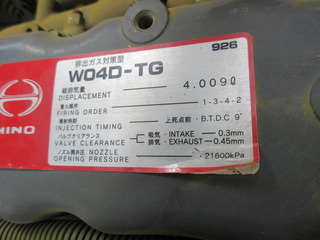 926
排出ガス対策型
W04D-TG
総排気量
DISPLACEMENT 4.009ℓ
着火順序
FIRING ORDER 1-3-4-2
噴射時期
INJECTION TIMING 上死点前 B.T.D.C 9°
バルブクリアランス
VALVE CLEARANCE 吸気・INTAKE — 0.3mm
排気・EXHAUST — 0.45mm
ノズル開弁圧 NOZZLE
OPENING PRESSURE 21600kPa
HINO